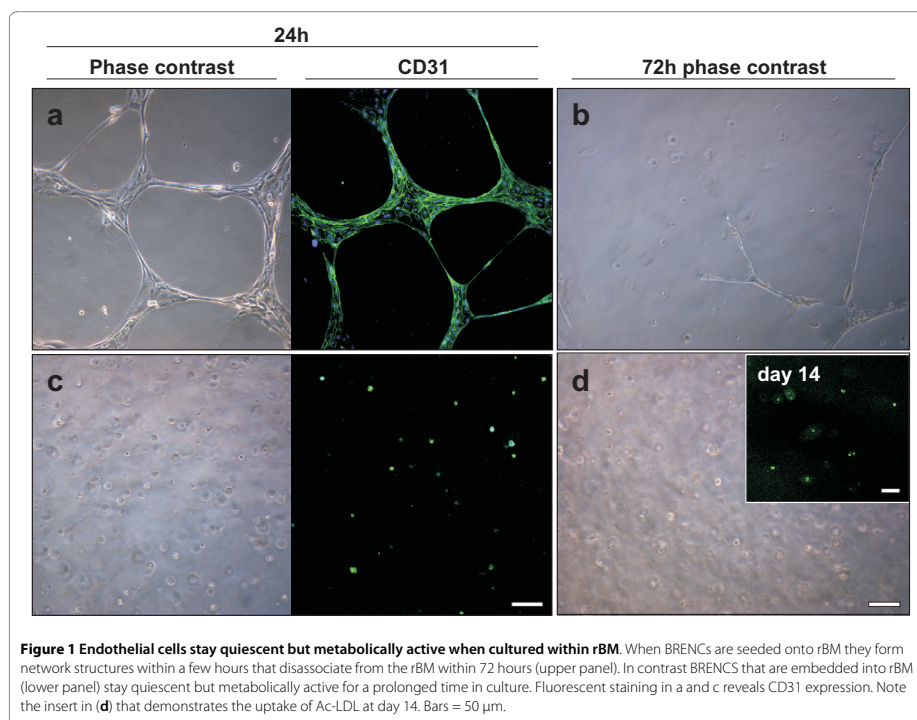 24h
Phase contrast
CD31
72h phase contrast
a
b
c
d
day 14
Figure 1 Endothelial cells stay quiescent but metabolically active when cultured within rBM. When BRENCs are seeded onto rBM they form
network structures within a few hours that disassociate from the rBM within 72 hours (upper panel). In contrast BRENCS that are embedded into rBM
(lower panel) stay quiescent but metabolically active for a prolonged time in culture. Fluorescent staining in a and c reveals CD31 expression. Note
the insert in (d) that demonstrates the uptake of Ac-LDL at day 14. Bars = 50 μm.